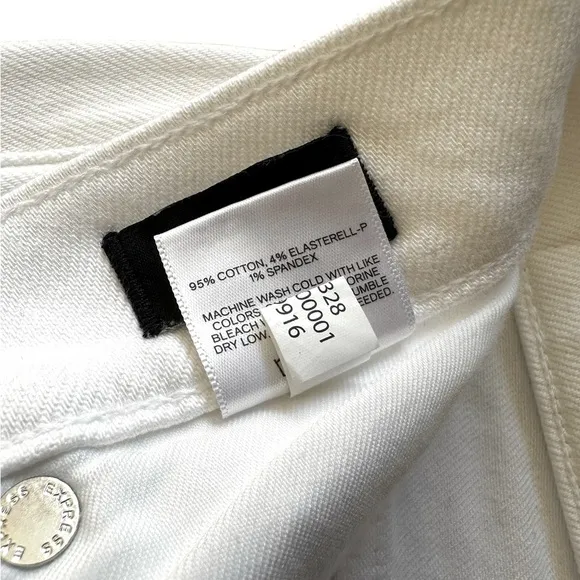 95% COTTON, 4% ELASTERELL-P
1% SPANDEX
MACHINE WASH COLD WITH LIKE
COLORS
BLEACH
DRY LOW.
328
00001
916
EXPRESS EXPRESS